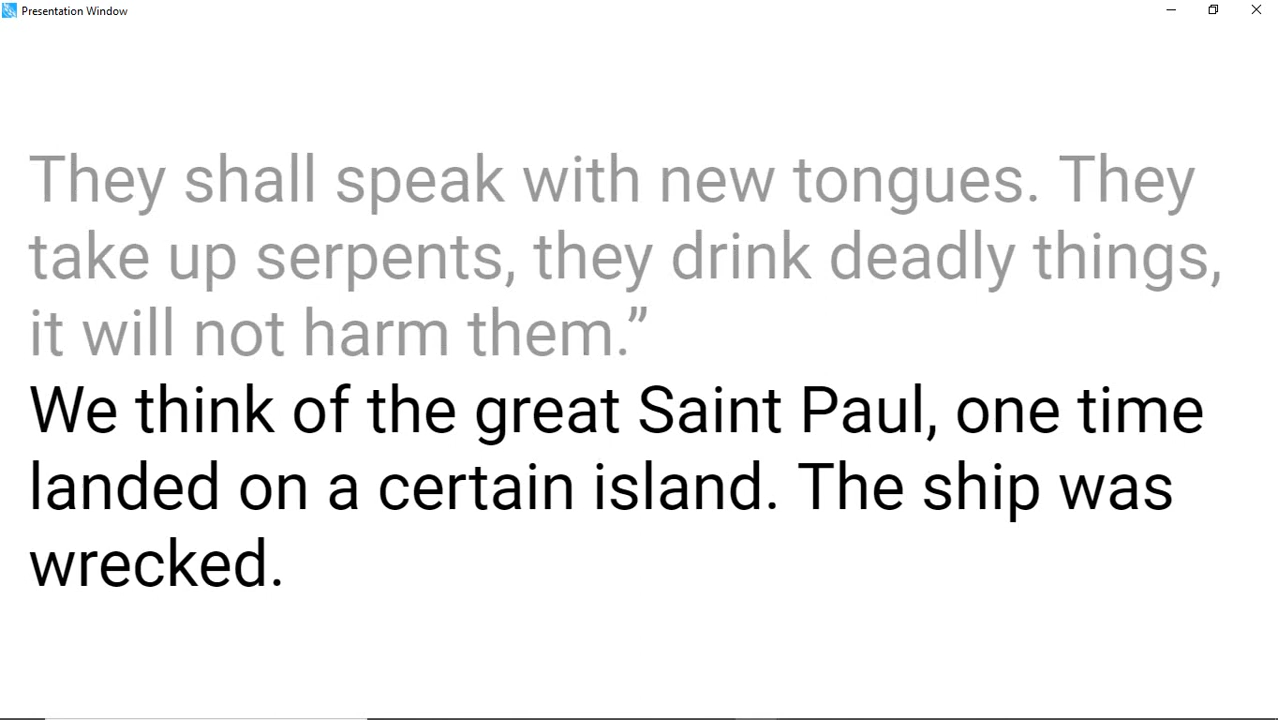 Presentation Window
They shall speak with new tongues. They
take up serpents, they drink deadly things,
it will not harm them.”
We think of the great Saint Paul, one time
landed on a certain island. The ship was
wrecked.